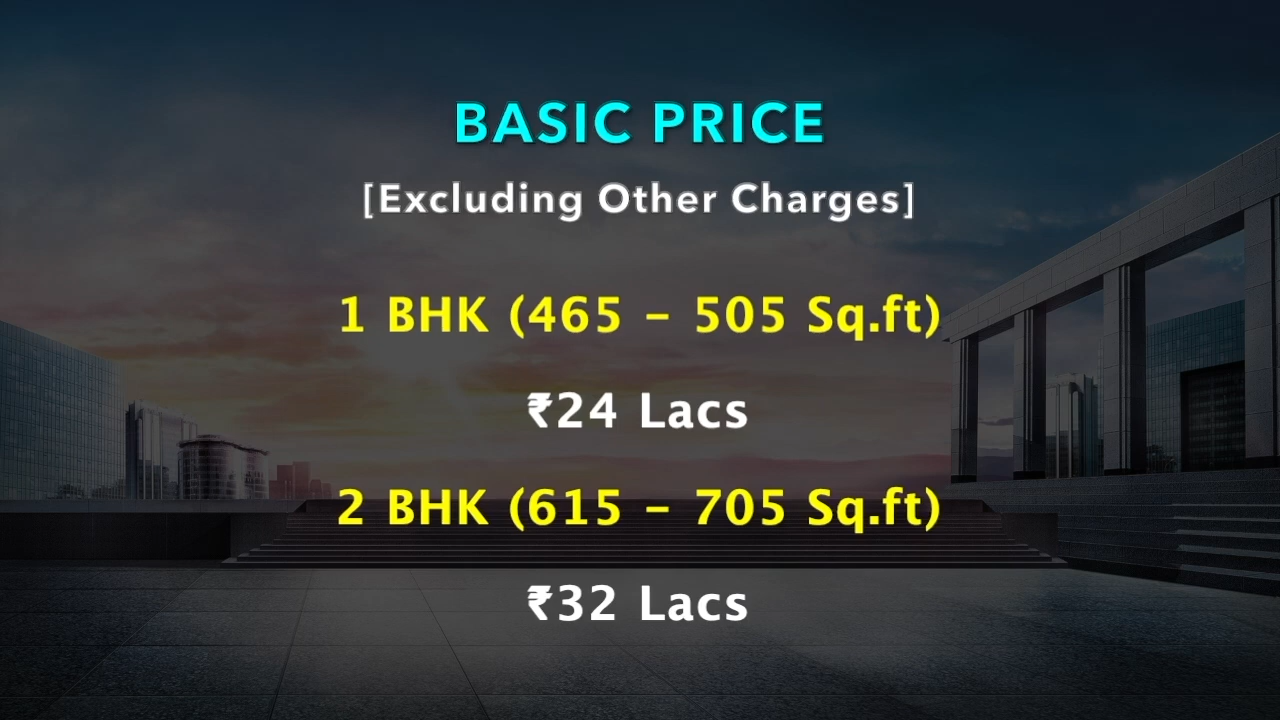 BASIC PRICE
[Excluding Other Charges]
1 BHK (465 – 505 Sq.ft)
₹24 Lacs
2 BHK (615 – 705 Sq.ft)
₹32 Lacs